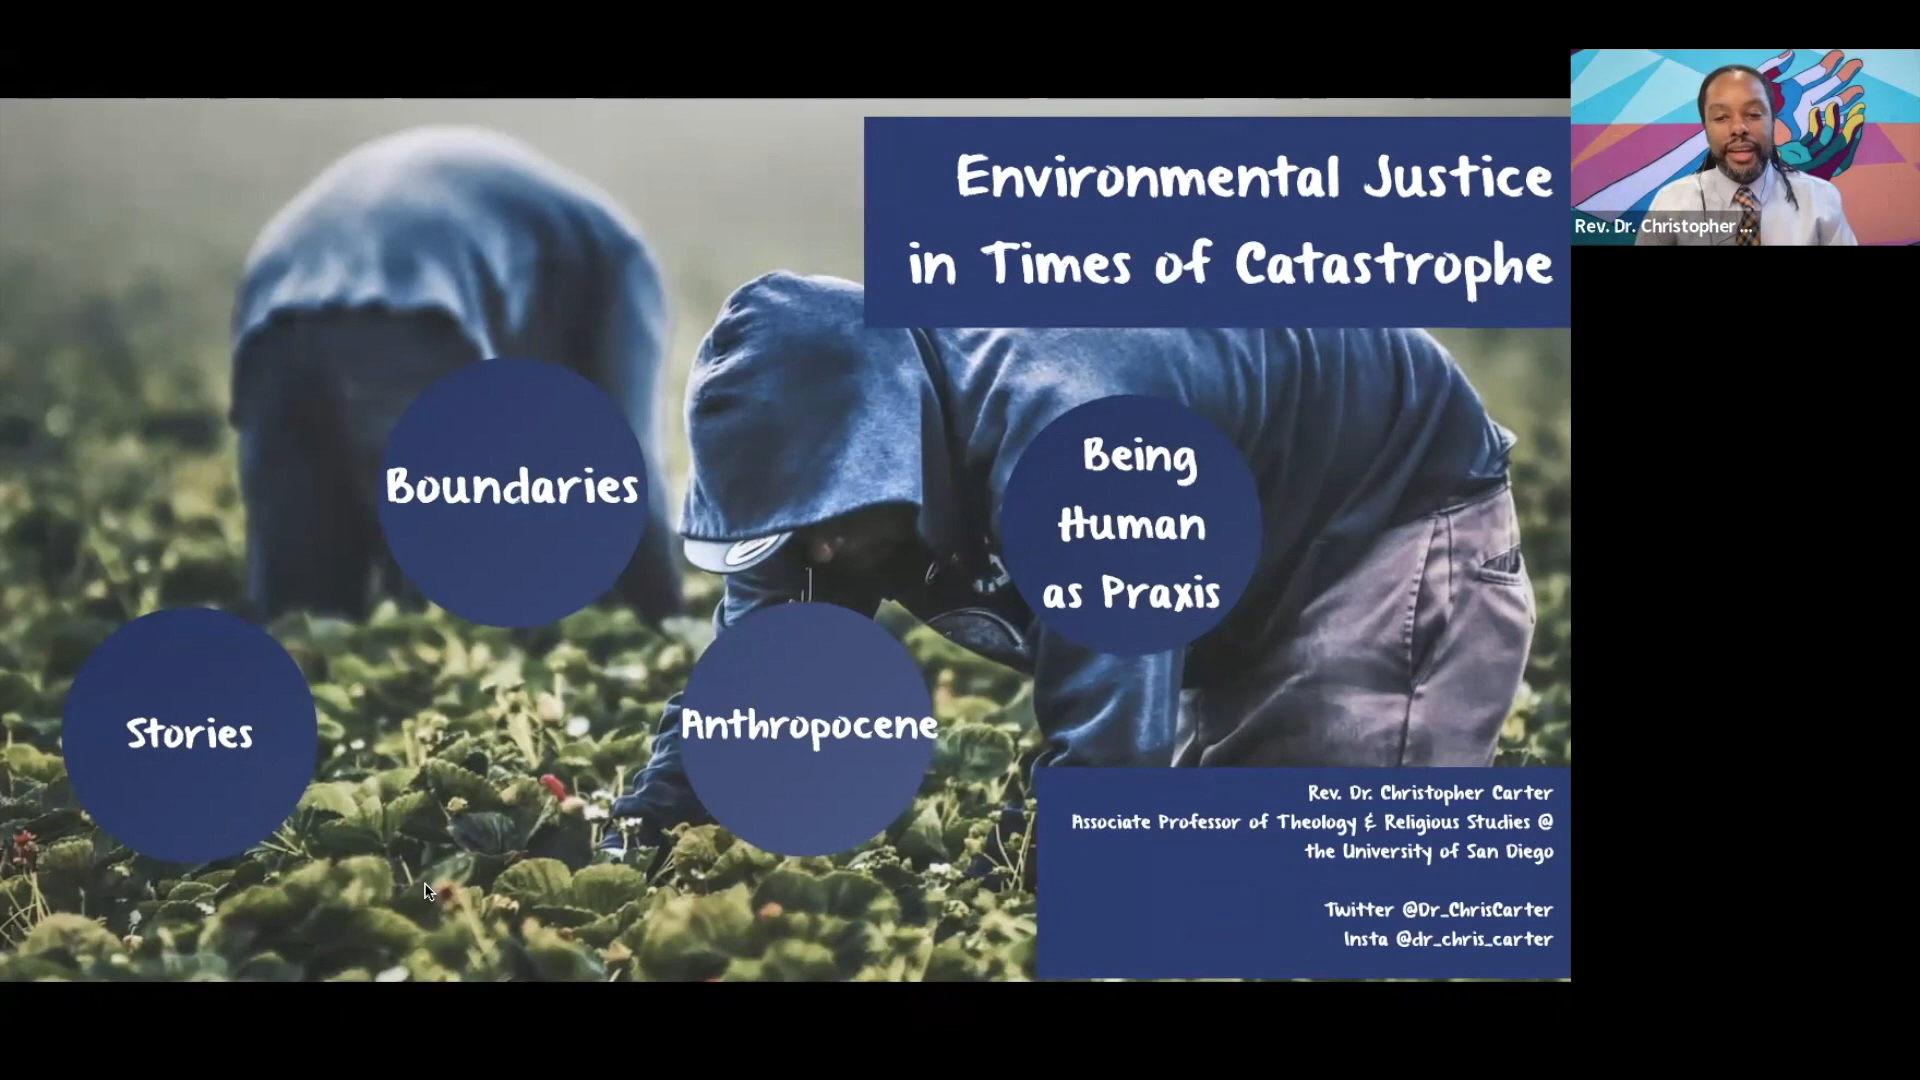 Environmental Justice
in Times of Catastrophe
Boundaries
Being
Human
as Praxis
Stories
Anthropocene
Rev. Dr. Christopher Carter
Associate Professor of Theology & Religious Studies @
the University of San Diego
Twitter @Dr_ChrisCarter
Insta @dr_chris_carter
Rev. Dr. Christopher ...